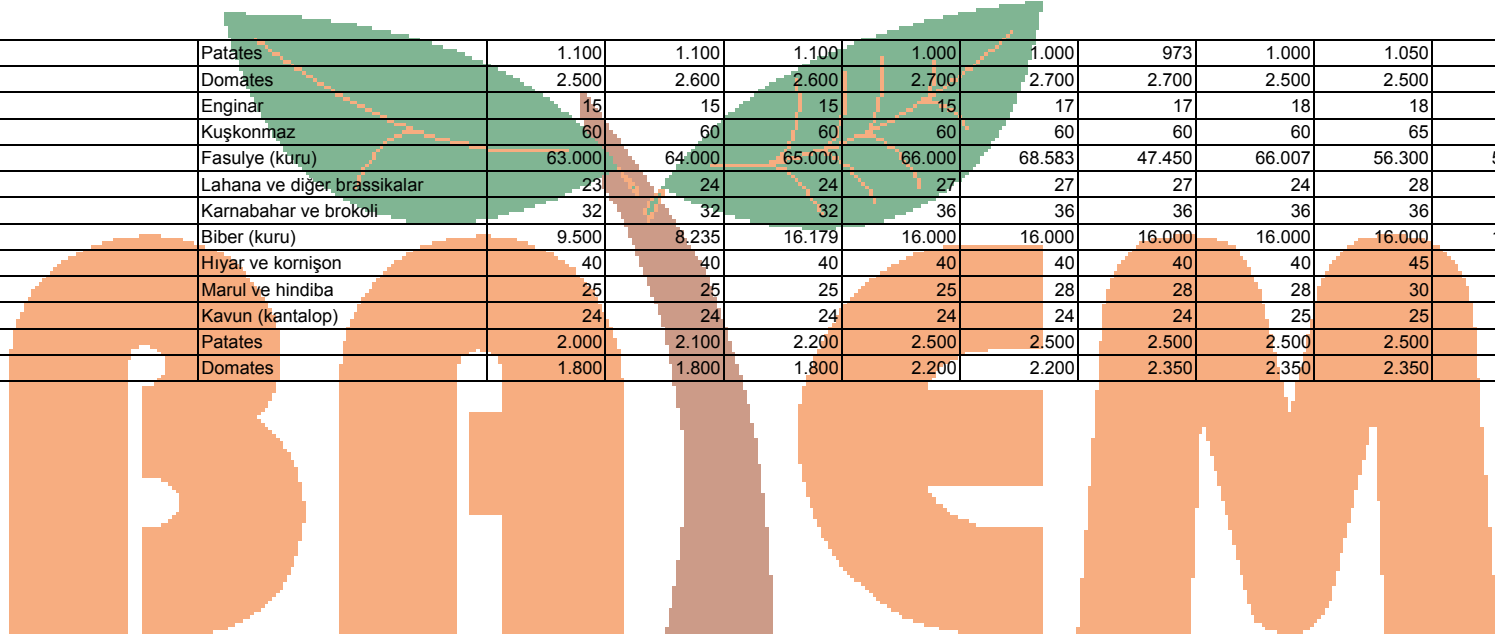 Patates 1.100 1.100 1.100 1.000 1.000 973 1.000 1.050
Domates 2.500 2.600 2.600 2.700 2.700 2.700 2.500 2.500
Enginar 15 15 15 15 17 17 18 18
Kuşkonmaz 60 60 60 60 60 60 60 65
Fasulye (kuru) 63.000 64.000 65.000 66.000 68.583 47.450 66.007 56.300
Lahana ve diğer brassikalar 23 24 24 27 27 27 24 28
Karnabahar ve brokoli 32 32 32 36 36 36 36 36
Biber (kuru) 9.500 8.235 16.179 16.000 16.000 16.000 16.000 16.000
Hıyar ve kornişon 40 40 40 40 40 40 40 45
Marul ve hindiba 25 25 25 25 28 28 28 30
Kavun (kantalop) 24 24 24 24 24 24 25 25
Patates 2.000 2.100 2.200 2.500 2.500 2.500 2.500 2.500
Domates 1.800 1.800 1.800 2.200 2.200 2.350 2.350 2.350
BAEM